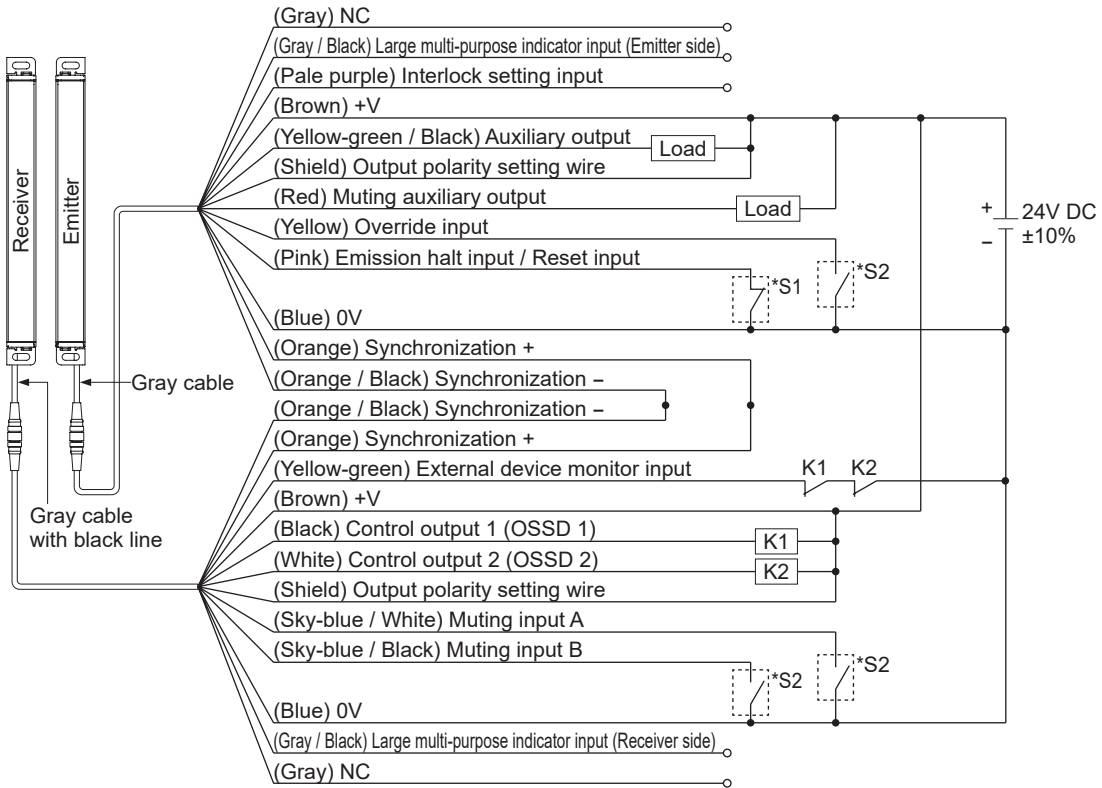 (Gray) NC
(Gray / Black) Large multi-purpose indicator input (Emitter side)
(Pale purple) Interlock setting input
(Brown) +V
(Yellow-green / Black) Auxiliary output
Load
(Shield) Output polarity setting wire
(Red) Muting auxiliary output
Load
(Yellow) Override input
(Pink) Emission halt input / Reset input
*S1
*S2
(Blue) 0V
+
−
24V DC
±10%
Receiver
Emitter
(Orange) Synchronization +
(Orange / Black) Synchronization −
(Orange / Black) Synchronization −
(Orange) Synchronization +
Gray cable
Gray cable
with black line
(Yellow-green) External device monitor input
K1
K2
(Brown) +V
(Black) Control output 1 (OSSD 1)
K1
(White) Control output 2 (OSSD 2)
K2
(Shield) Output polarity setting wire
(Sky-blue / White) Muting input A
(Sky-blue / Black) Muting input B
*S2
*S2
(Blue) 0V
(Gray / Black) Large multi-purpose indicator input (Receiver side)
(Gray) NC